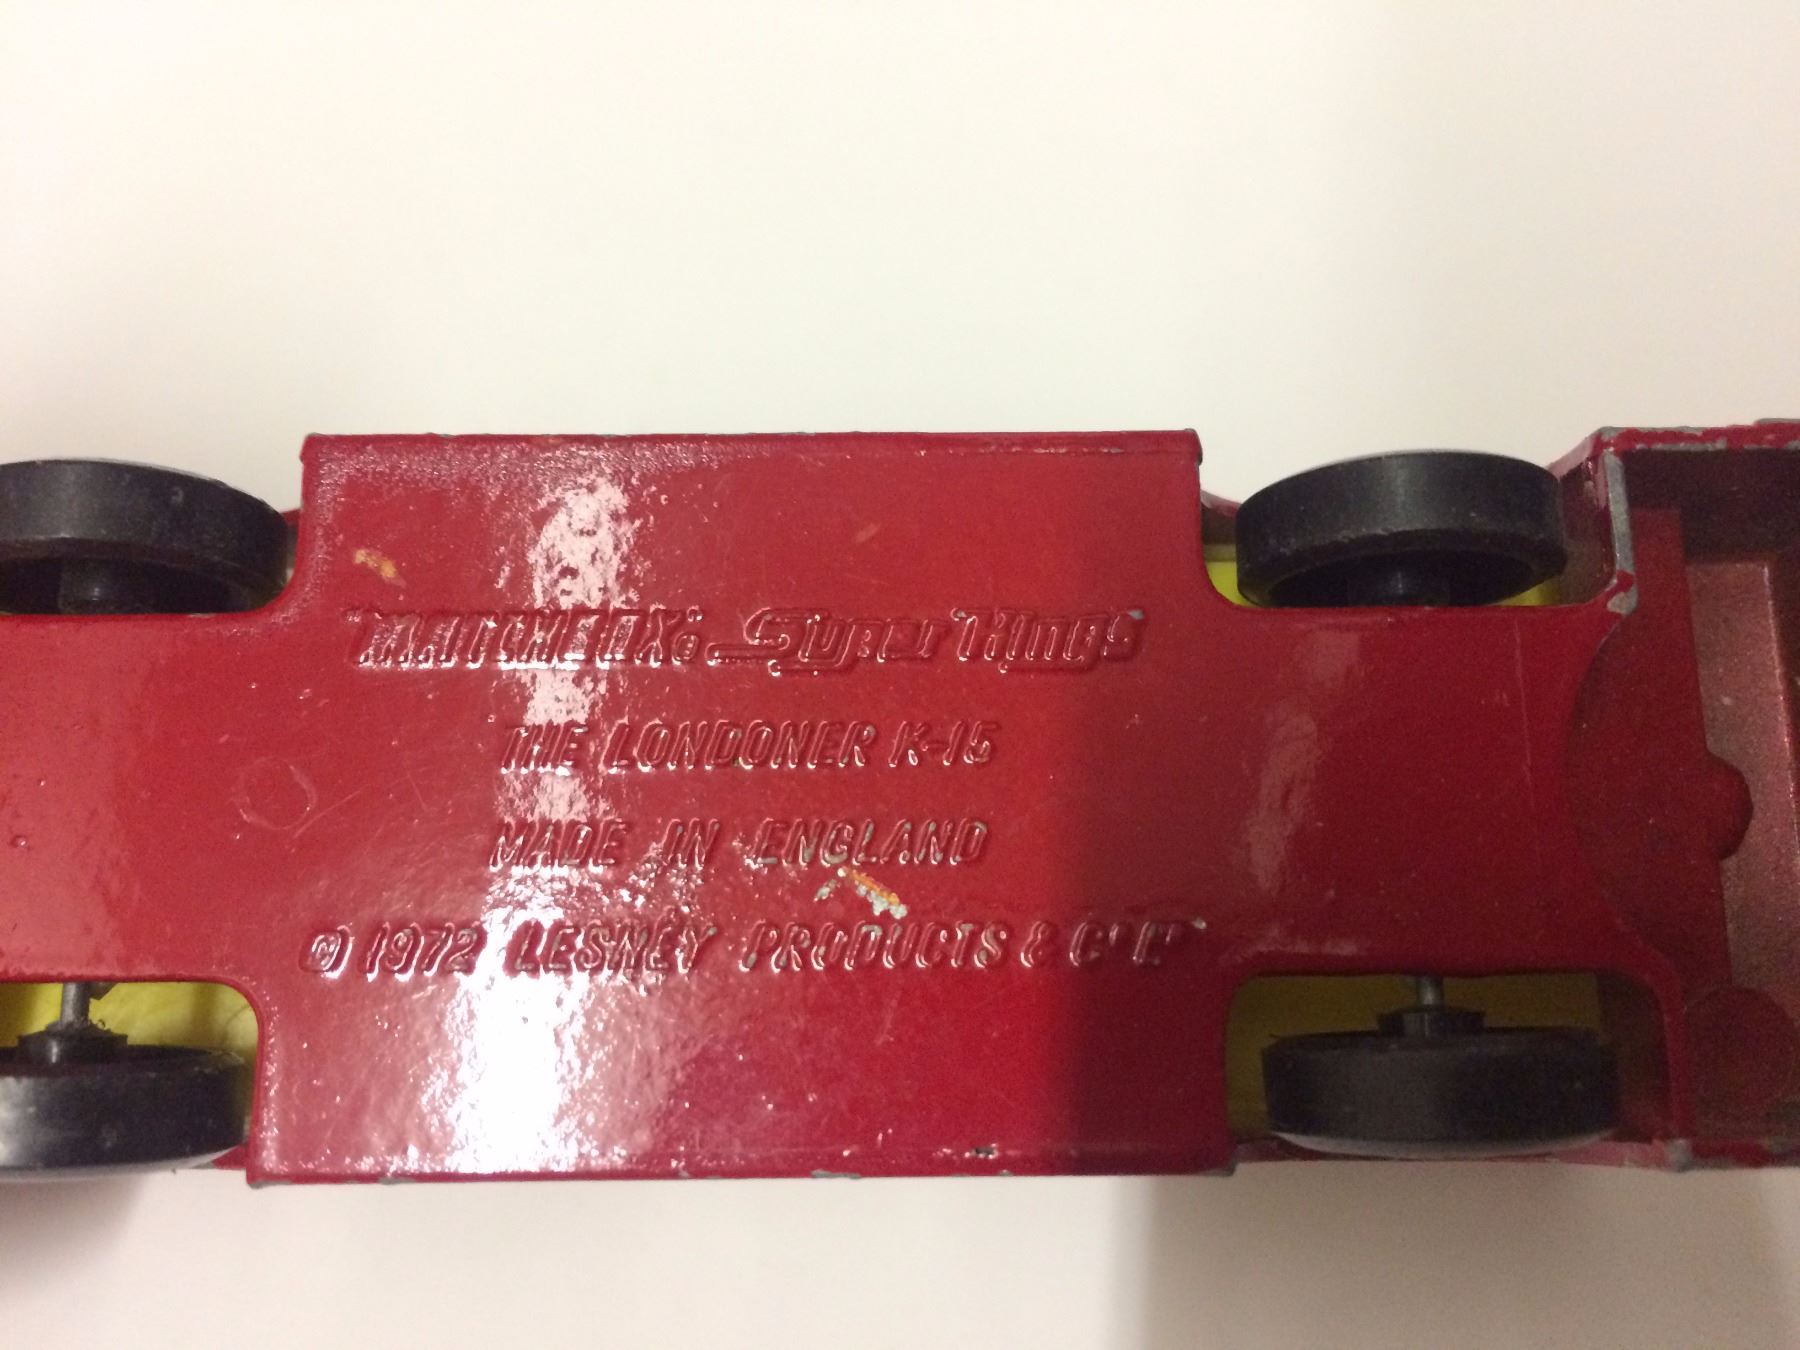 "MATCHBOX"® Super Kings
THE LONDONER K-15
MADE IN ENGLAND
© 1972 LESNEY PRODUCTS & Cº Lᵀᴰ